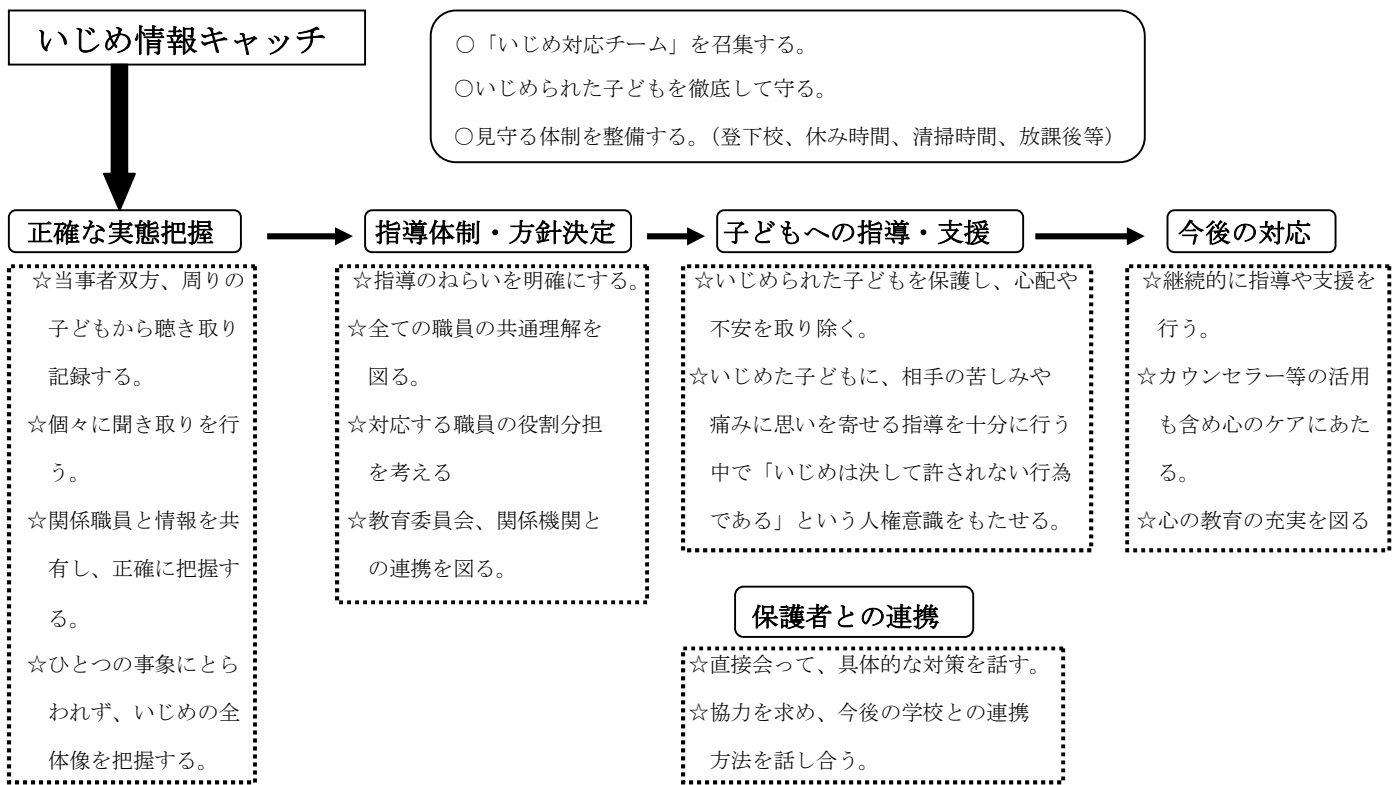 いじめ情報キャッチ
○「いじめ対応チーム」を召集する。
○いじめられた子どもを徹底して守る。
○見守る体制を整備する。（登下校、休み時間、清掃時間、放課後等）
正確な実態把握
☆当事者双方、周りの
子どもから聴き取り
記録する。
☆個々に聞き取りを行
う。
☆関係職員と情報を共
有し、正確に把握す
る。
☆ひとつの事象にとら
われず、いじめの全
体像を把握する。
指導体制・方針決定
☆指導のねらいを明確にする。
☆全ての職員の共通理解を
図る。
☆対応する職員の役割分担
を考える
☆教育委員会、関係機関と
の連携を図る。
子どもへの指導・支援
☆いじめられた子どもを保護し、心配や
不安を取り除く。
☆いじめた子どもに、相手の苦しみや
痛みに思いを寄せる指導を十分に行う
中で「いじめは決して許されない行為
である」という人権意識をもたせる。
保護者との連携
☆直接会って、具体的な対策を話す。
☆協力を求め、今後の学校との連携
方法を話し合う。
今後の対応
☆継続的に指導や支援を
行う。
☆カウンセラー等の活用
も含め心のケアにあた
る。
☆心の教育の充実を図る